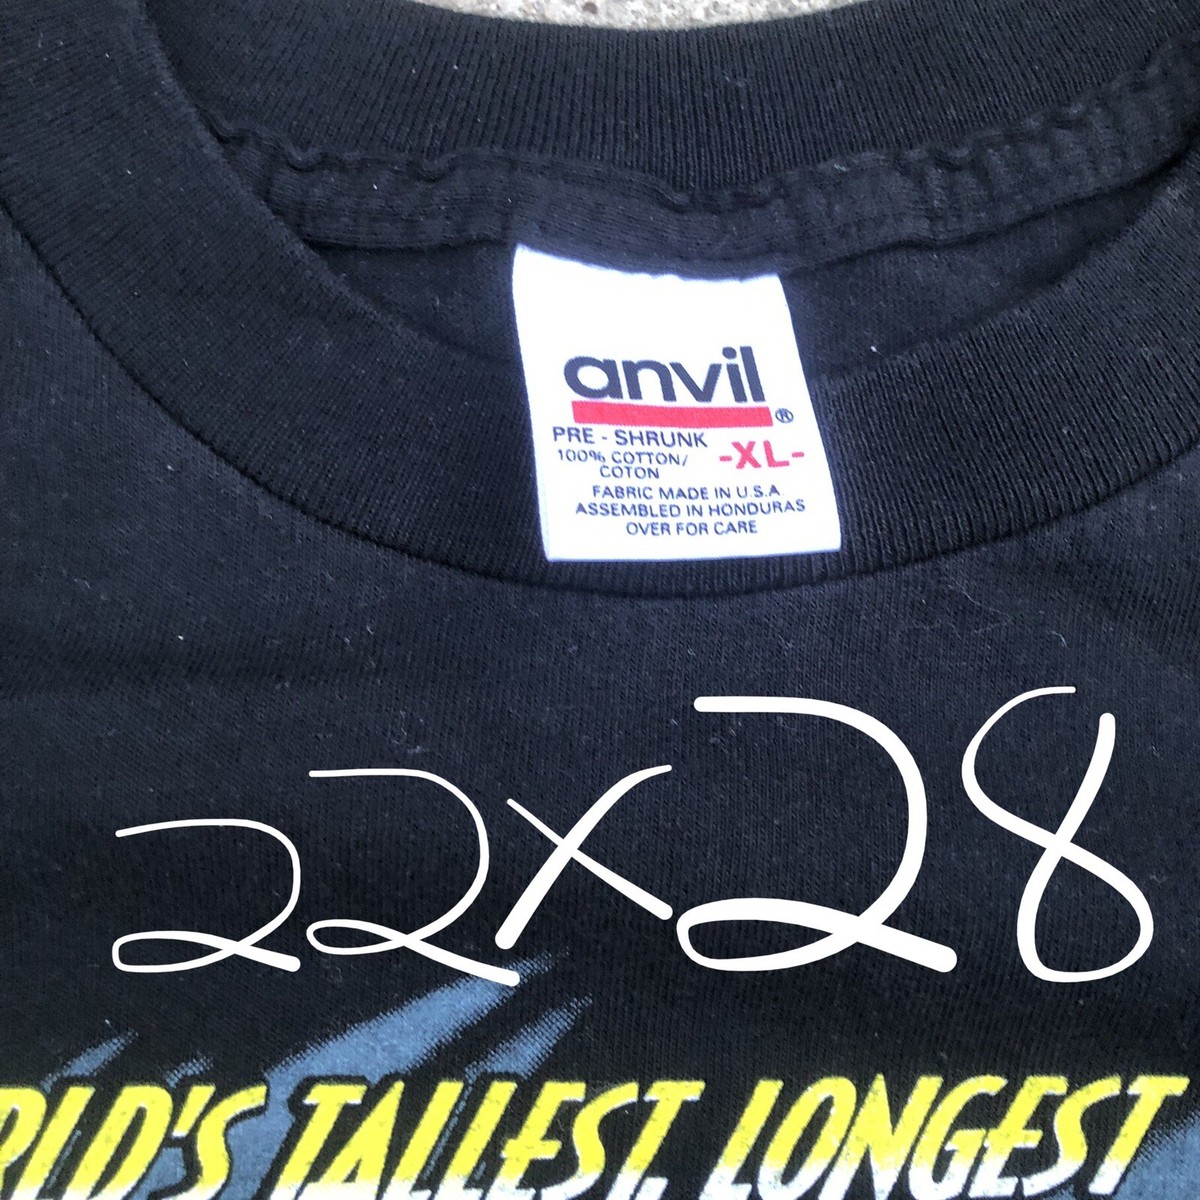 anvil®
PRE - SHRUNK
-XL-
100% COTTON/
COTON
FABRIC MADE IN U.S.A
ASSEMBLED IN HONDURAS
OVER FOR CARE
22x28
RLD'S TALLEST, LONGEST